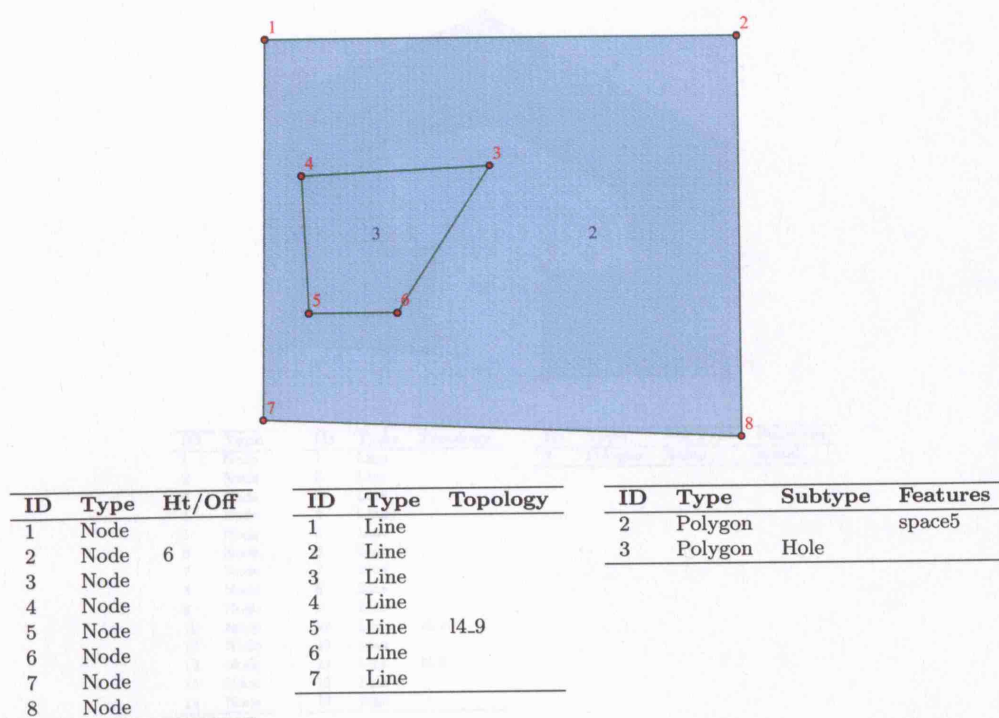 1 2
3
4
3 2
5 6
7
8
ID Type Ht/Off
1 Node
2 Node 6
3 Node
4 Node
5 Node
6 Node
7 Node
8 Node
ID Type Topology
1 Line
2 Line
3 Line
4 Line
5 Line l4_9
6 Line
7 Line
ID Type Subtype Features
2 Polygon space5
3 Polygon Hole